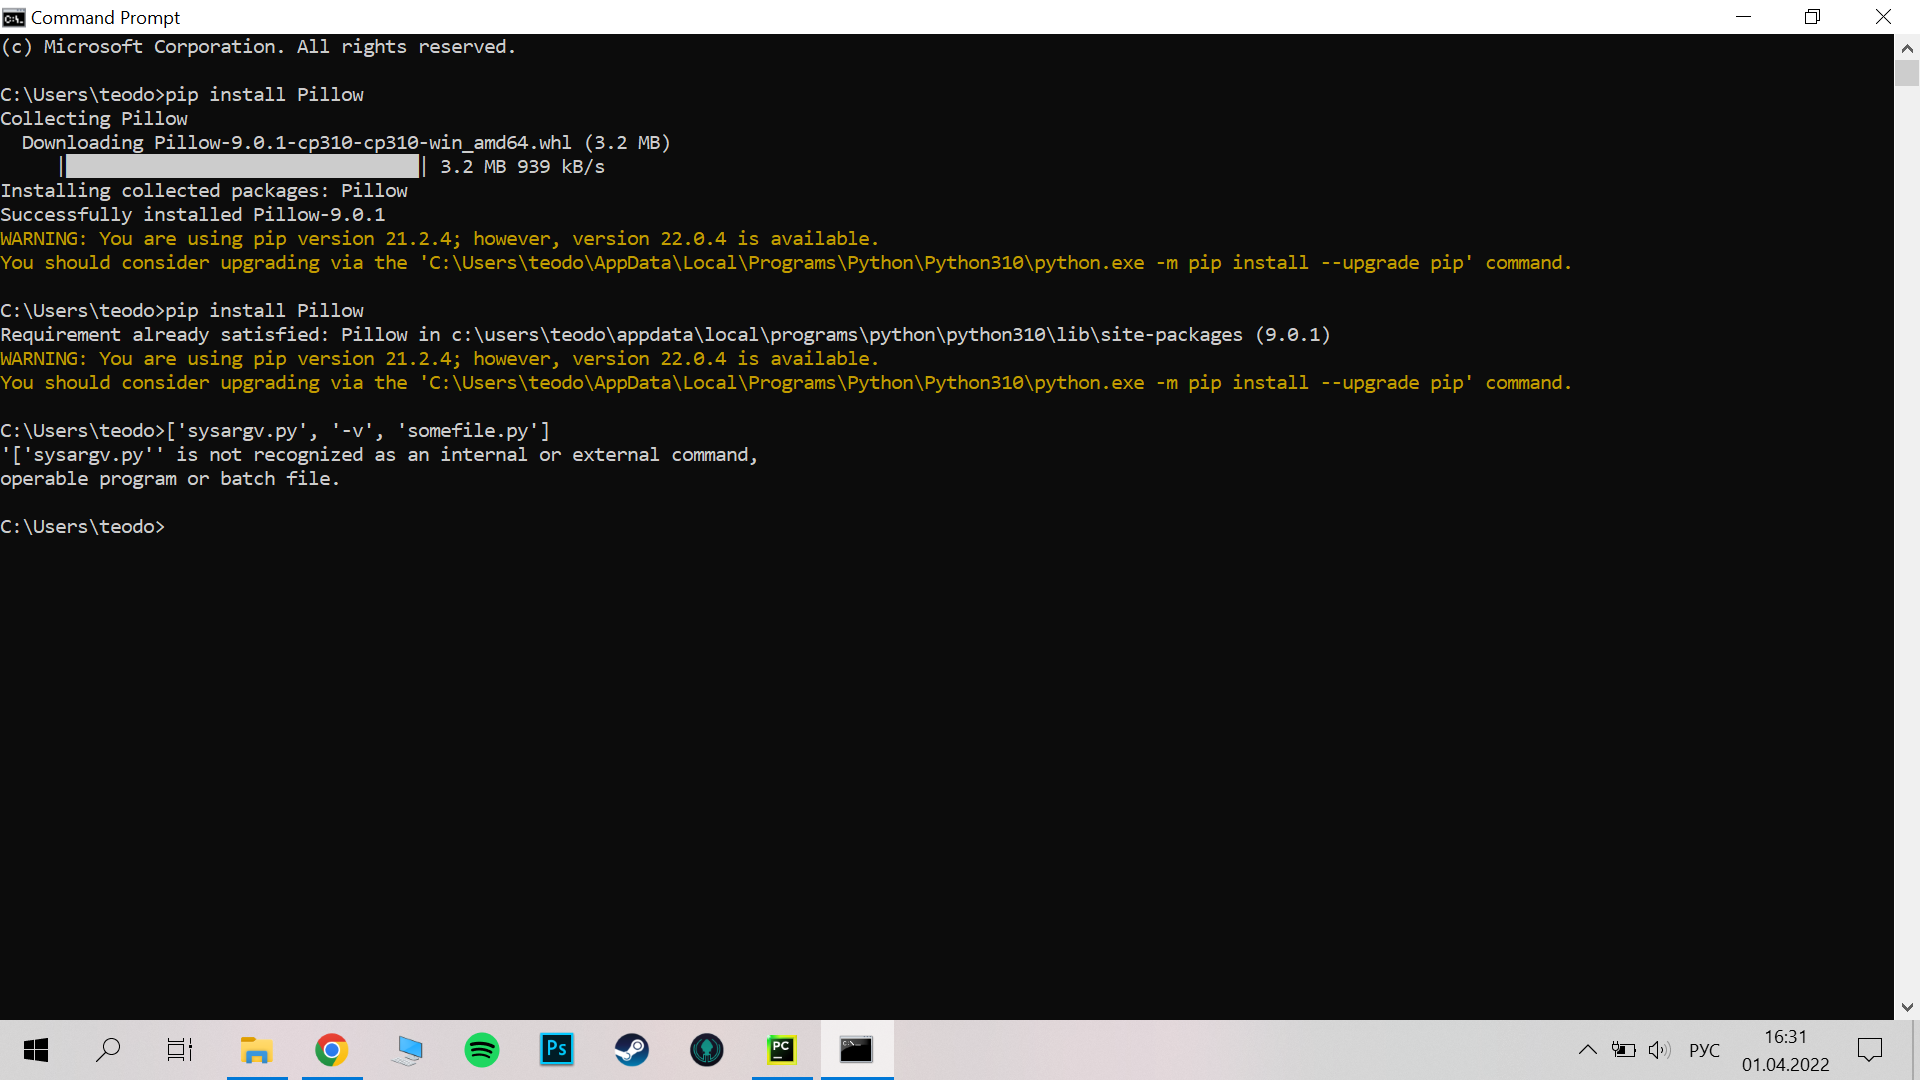 Command Prompt
(c) Microsoft Corporation. All rights reserved.
C:\Users\teodo>pip install Pillow
Collecting Pillow
  Downloading Pillow-9.0.1-cp310-cp310-win_amd64.whl (3.2 MB)
     |████████████████████████████████| 3.2 MB 939 kB/s
Installing collected packages: Pillow
Successfully installed Pillow-9.0.1
WARNING: You are using pip version 21.2.4; however, version 22.0.4 is available.
You should consider upgrading via the 'C:\Users\teodo\AppData\Local\Programs\Python\Python310\python.exe -m pip install --upgrade pip' command.
C:\Users\teodo>pip install Pillow
Requirement already satisfied: Pillow in c:\users\teodo\appdata\local\programs\python\python310\lib\site-packages (9.0.1)
WARNING: You are using pip version 21.2.4; however, version 22.0.4 is available.
You should consider upgrading via the 'C:\Users\teodo\AppData\Local\Programs\Python\Python310\python.exe -m pip install --upgrade pip' command.
C:\Users\teodo>['sysargv.py', '-v', 'somefile.py']
'['sysargv.py'' is not recognized as an internal or external command,
operable program or batch file.
C:\Users\teodo>
Ps
PC
РУС
16:31
01.04.2022